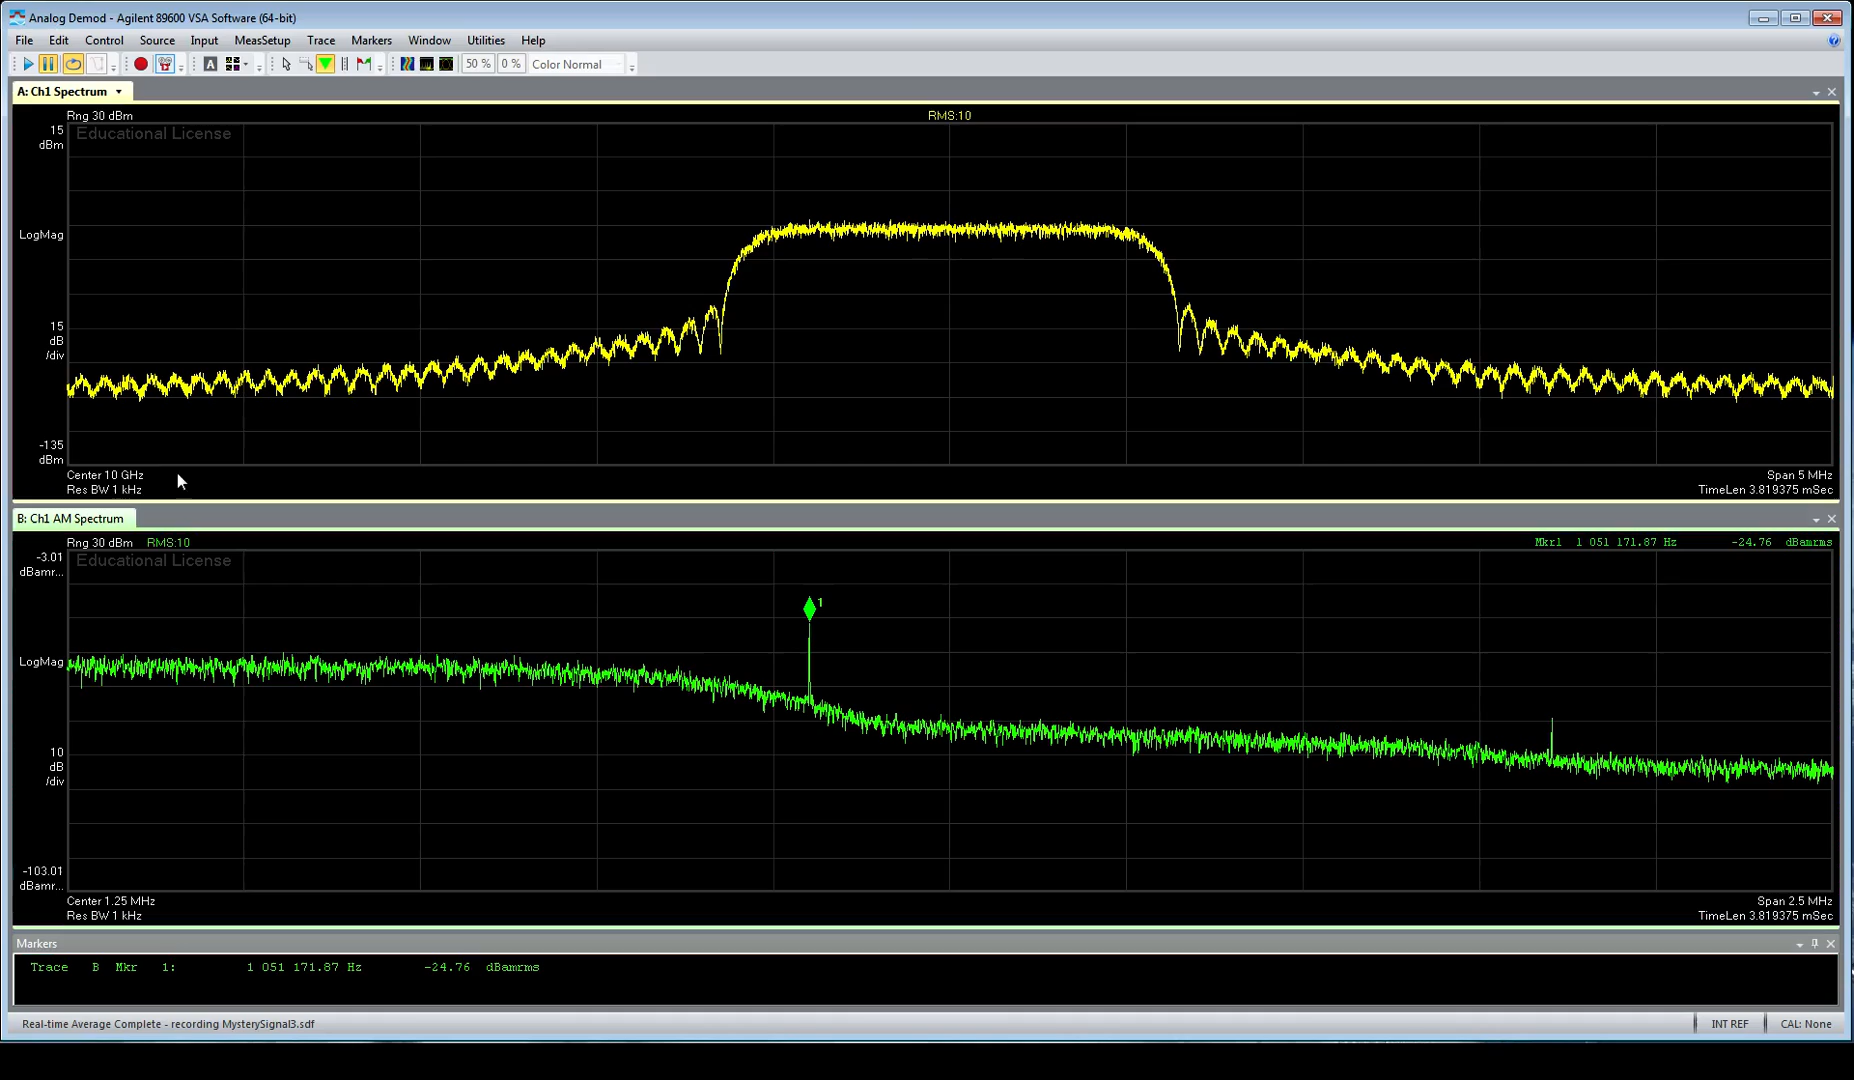 Analog Demod - Agilent 89600 VSA Software (64-bit)
File Edit Control Source Input MeasSetup Trace Markers Window Utilities Help
A 50 % 0 % Color Normal
A: Ch1 Spectrum
Rng 30 dBm RMS:10
Educational License
15
dBm
LogMag
15
dB
/div
-135
dBm
Center 10 GHz Span 5 MHz
Res BW 1 kHz TimeLen 3.819375 mSec
B: Ch1 AM Spectrum
Rng 30 dBm RMS:10 Mkr1 1 051 171.87 Hz -24.76 dBamrms
Educational License
-3.01
dBamr...
1
LogMag
10
dB
/div
-103.01
dBamr...
Center 1.25 MHz Span 2.5 MHz
Res BW 1 kHz TimeLen 3.819375 mSec
Markers
Trace B Mkr 1: 1 051 171.87 Hz -24.76 dBamrms
Real-time Average Complete - recording MysterySignal3.sdf INT REF CAL: None